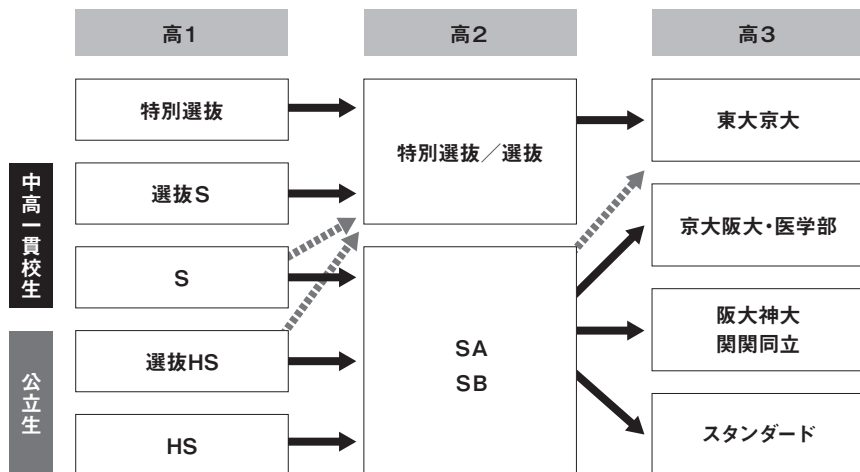 高1
高2
高3
中高一貫校生
公立生
特別選抜
選抜S
S
選抜HS
HS
特別選抜／選抜
SA
SB
東大京大
京大阪大・医学部
阪大神大
関関同立
スタンダード